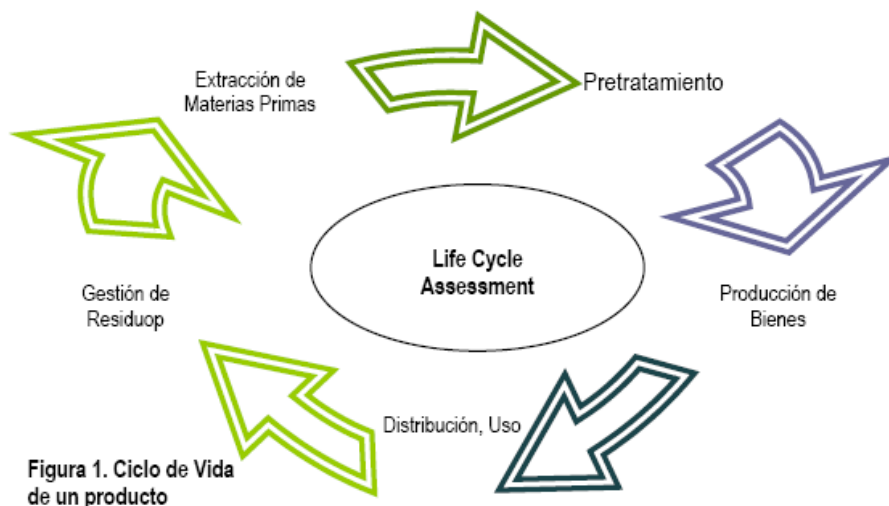 Extracción de
Materias Primas
Pretratamiento
Life Cycle
Assessment
Gestión de
Residuop
Producción de
Bienes
Distribución, Uso
Figura 1. Ciclo de Vida
de un producto